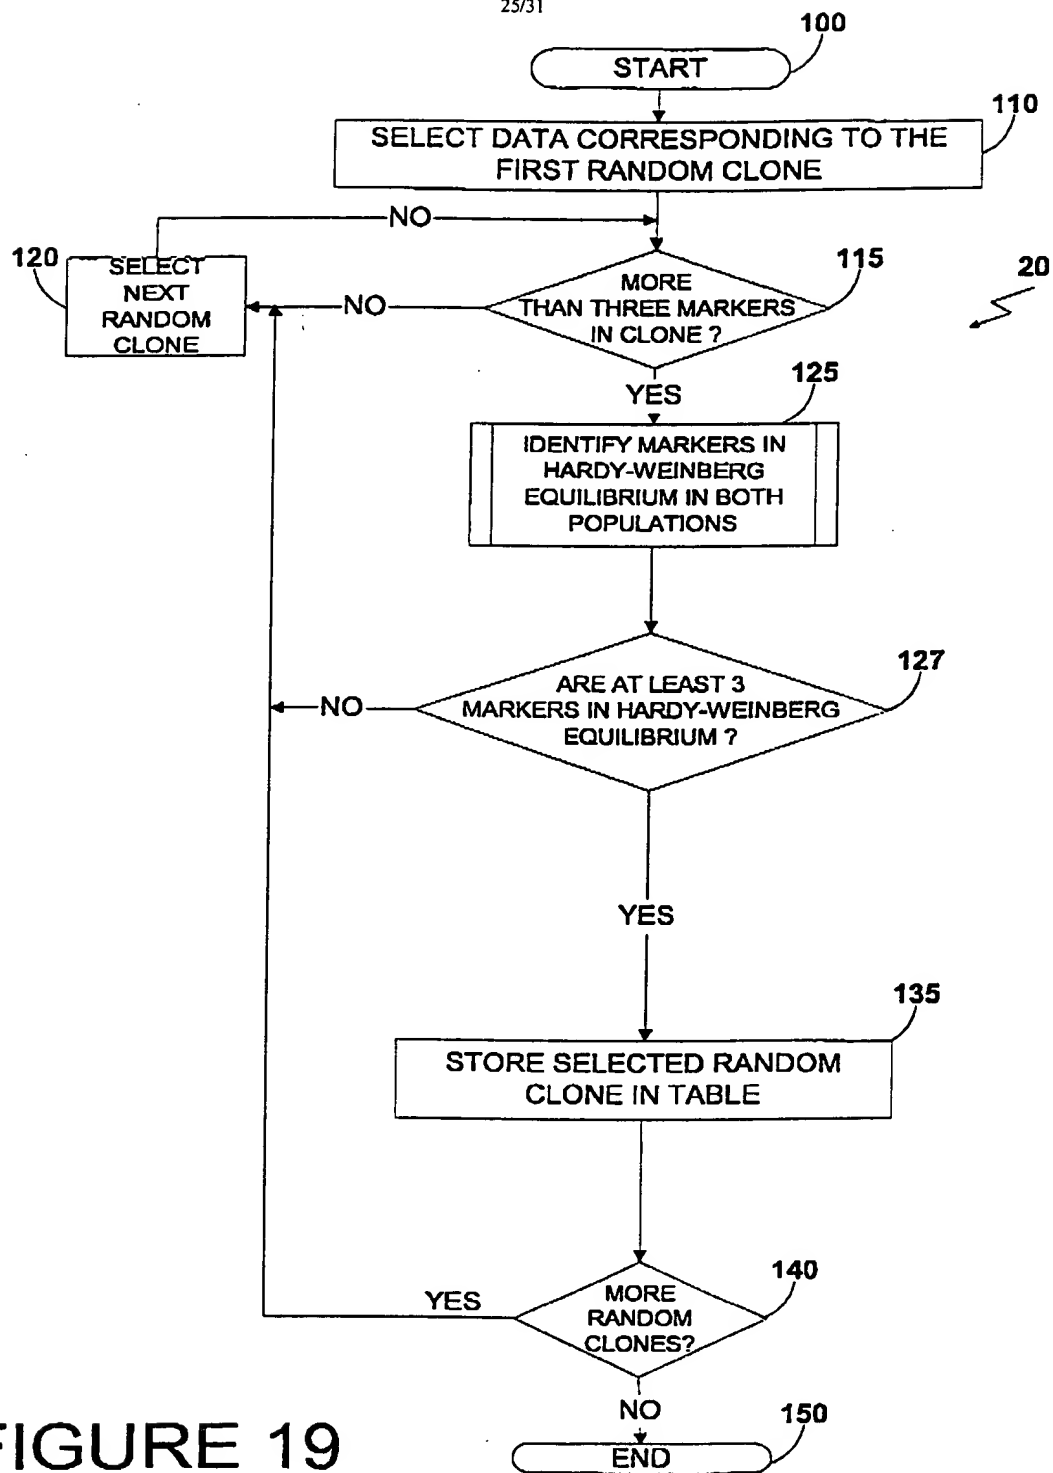 25/31
100
START
110
SELECT DATA CORRESPONDING TO THE
FIRST RANDOM CLONE
NO
120
SELECT
NEXT
RANDOM
CLONE
NO
MORE
THAN THREE MARKERS
IN CLONE ?
115
20
YES
125
IDENTIFY MARKERS IN
HARDY-WEINBERG
EQUILIBRIUM IN BOTH
POPULATIONS
127
ARE AT LEAST 3
MARKERS IN HARDY-WEINBERG
EQUILIBRIUM ?
NO
YES
135
STORE SELECTED RANDOM
CLONE IN TABLE
140
MORE
RANDOM
CLONES?
YES
NO
150
END
FIGURE 19